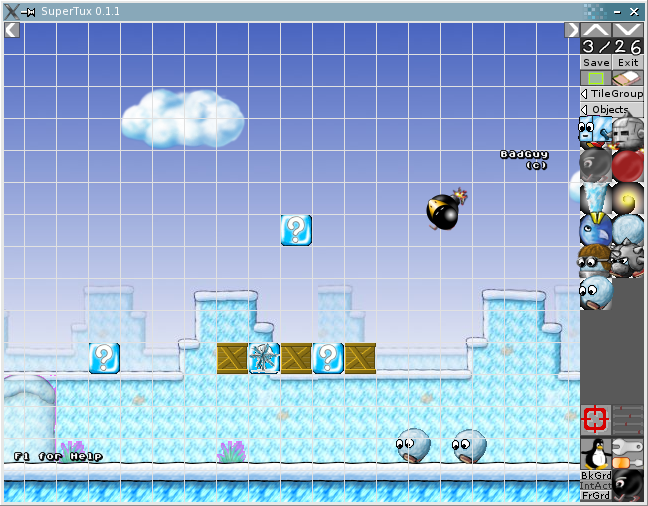 SuperTux 0.1.1
3/26
Save Exit
TileGroup
Objects
BadGuy
(c)
?
?
?
F1 for Help
BkGrd
IntAct
FrGrd